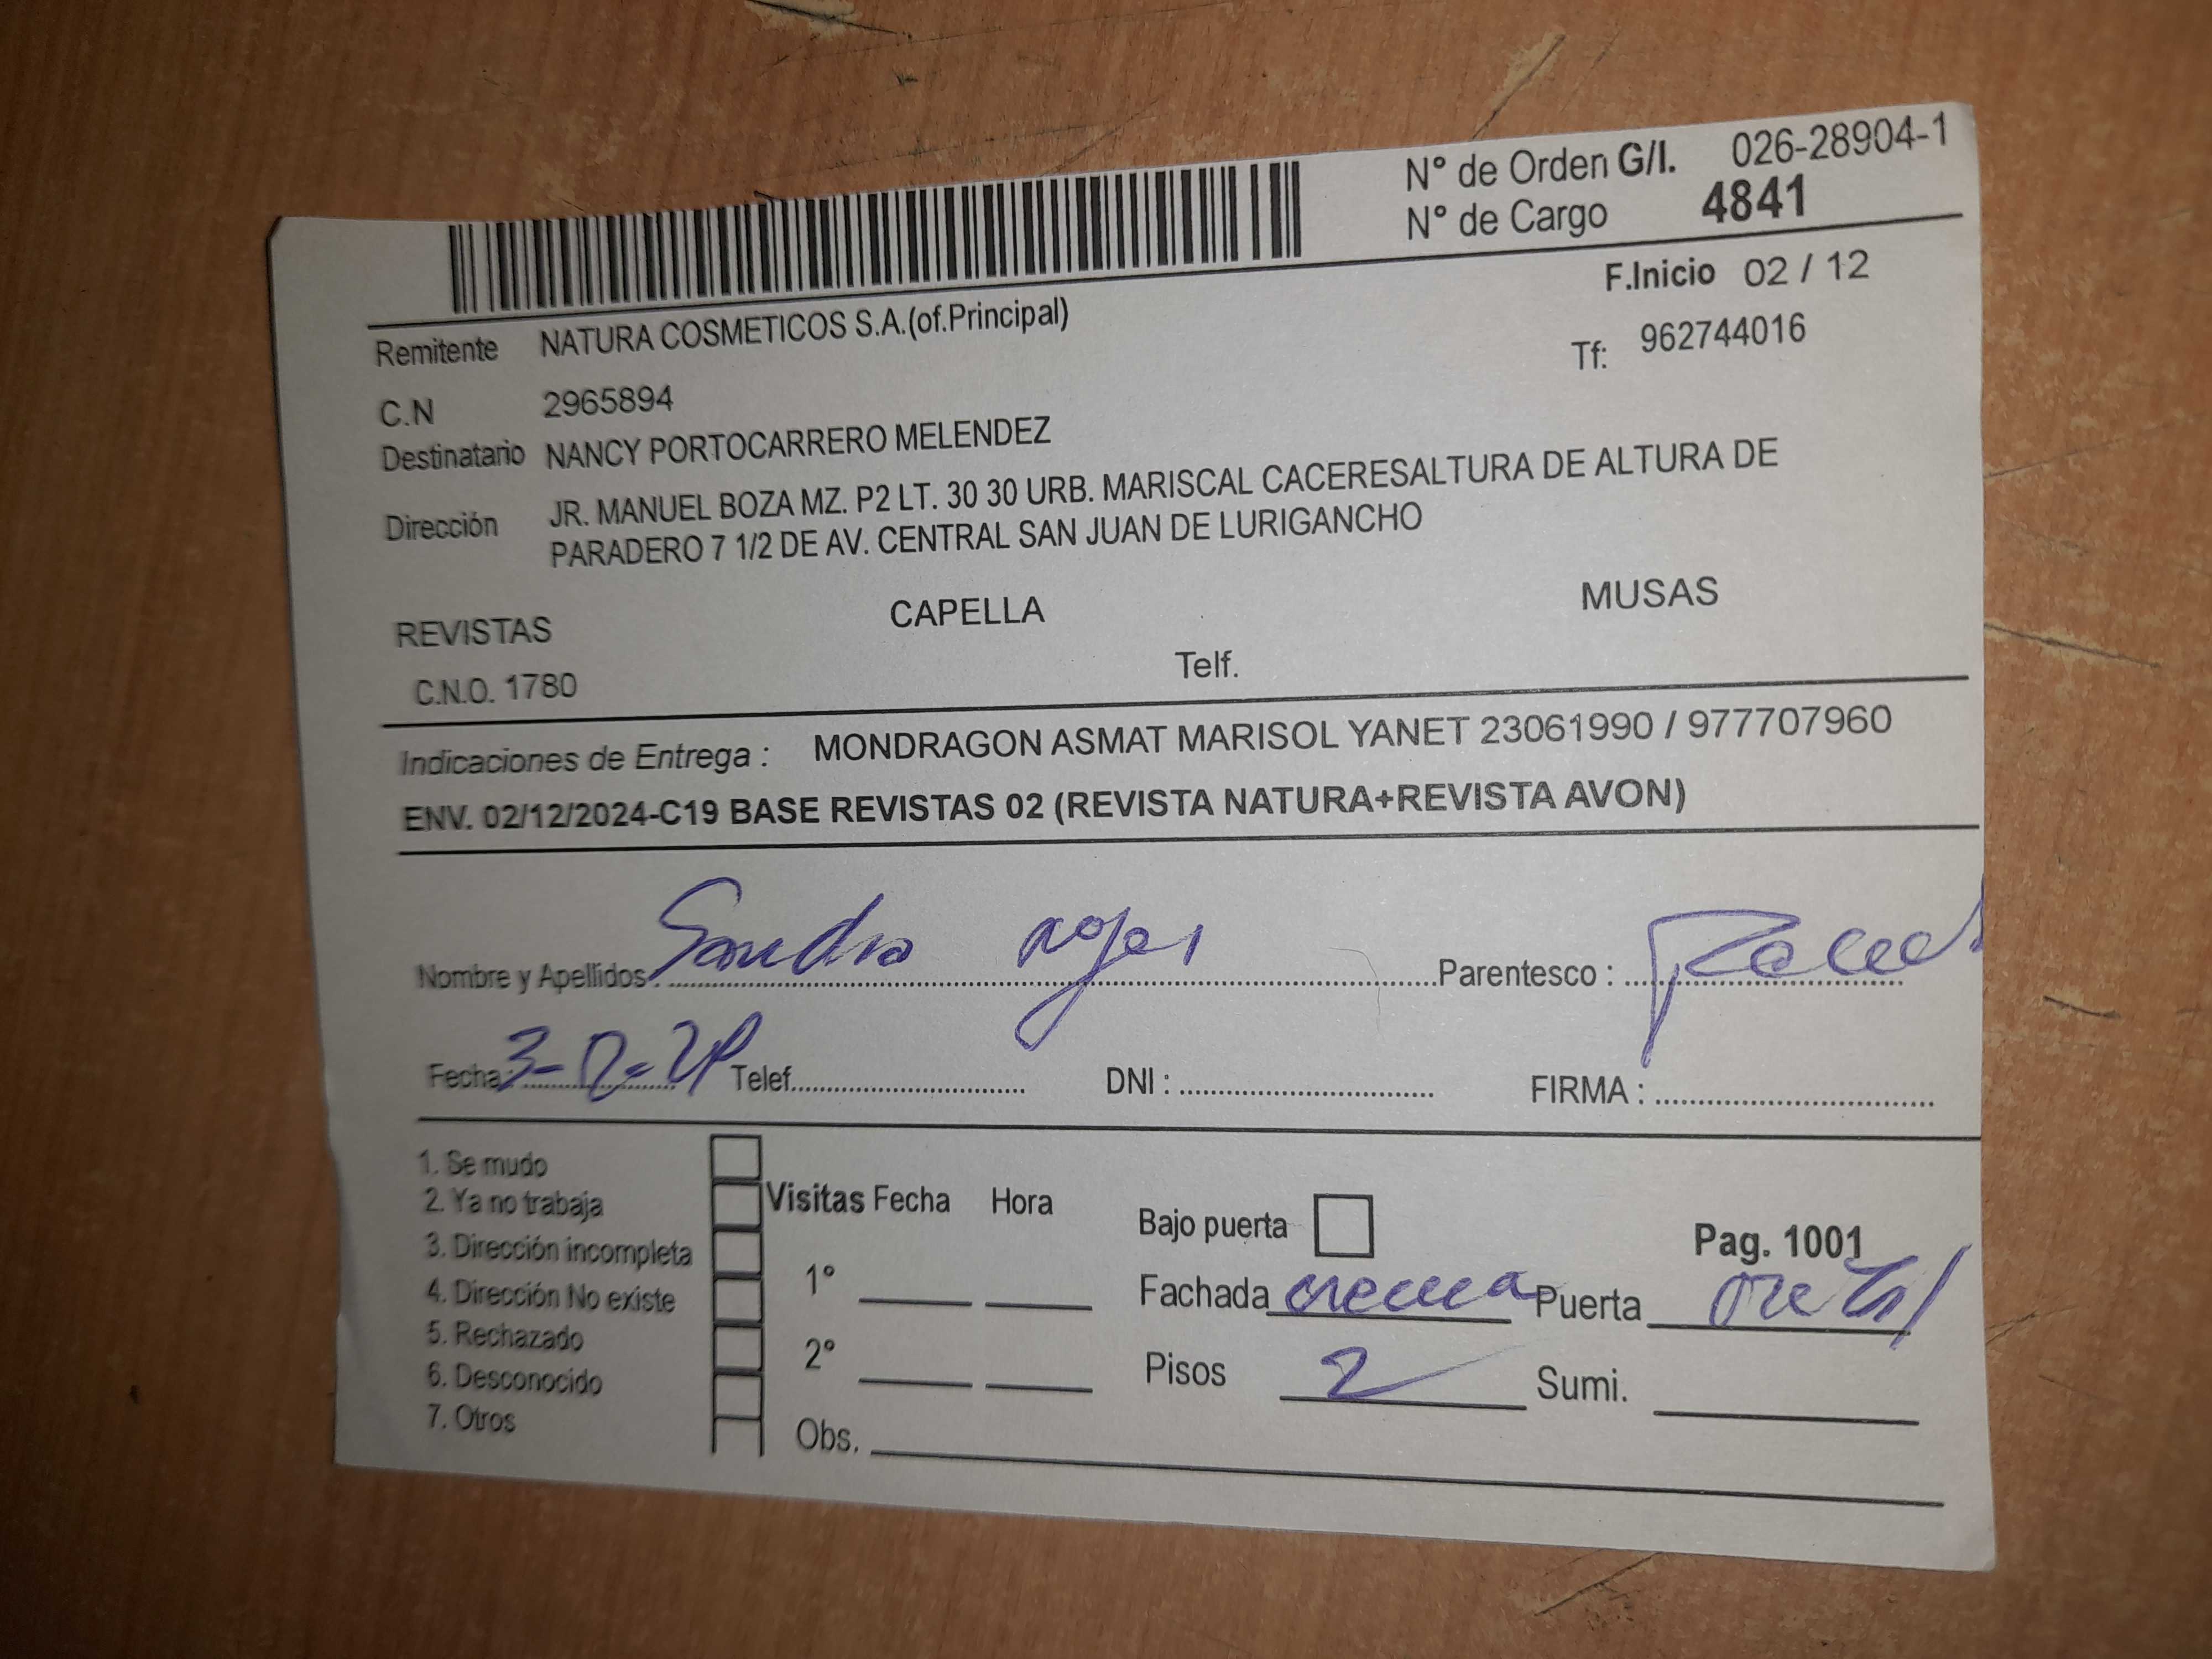 N° de Orden G/I. 026-28904-1
N° de Cargo 4841
F.Inicio 02 / 12
Remitente NATURA COSMETICOS S.A.(of.Principal)
Tf: 962744016
C.N 2965894
Destinatario NANCY PORTOCARRERO MELENDEZ
Dirección JR. MANUEL BOZA MZ. P2 LT. 30 30 URB. MARISCAL CACERESALTURA DE ALTURA DE
PARADERO 7 1/2 DE AV. CENTRAL SAN JUAN DE LURIGANCHO
REVISTAS CAPELLA MUSAS
C.N.O. 1780 Telf.
Indicaciones de Entrega : MONDRAGON ASMAT MARISOL YANET 23061990 / 977707960
ENV. 02/12/2024-C19 BASE REVISTAS 02 (REVISTA NATURA+REVISTA AVON)
Nombre y Apellidos: Sandra rojas Parentesco :
Fecha: Telef. DNI : FIRMA :
1. Se mudo
2. Ya no trabaja
3. Dirección incompleta
4. Dirección No existe
5. Rechazado
6. Desconocido
7. Otros
Visitas Fecha Hora
1°
2°
Obs.
Bajo puerta
Pag. 1001
Fachada crema Puerta metal
Pisos 2 Sumi.